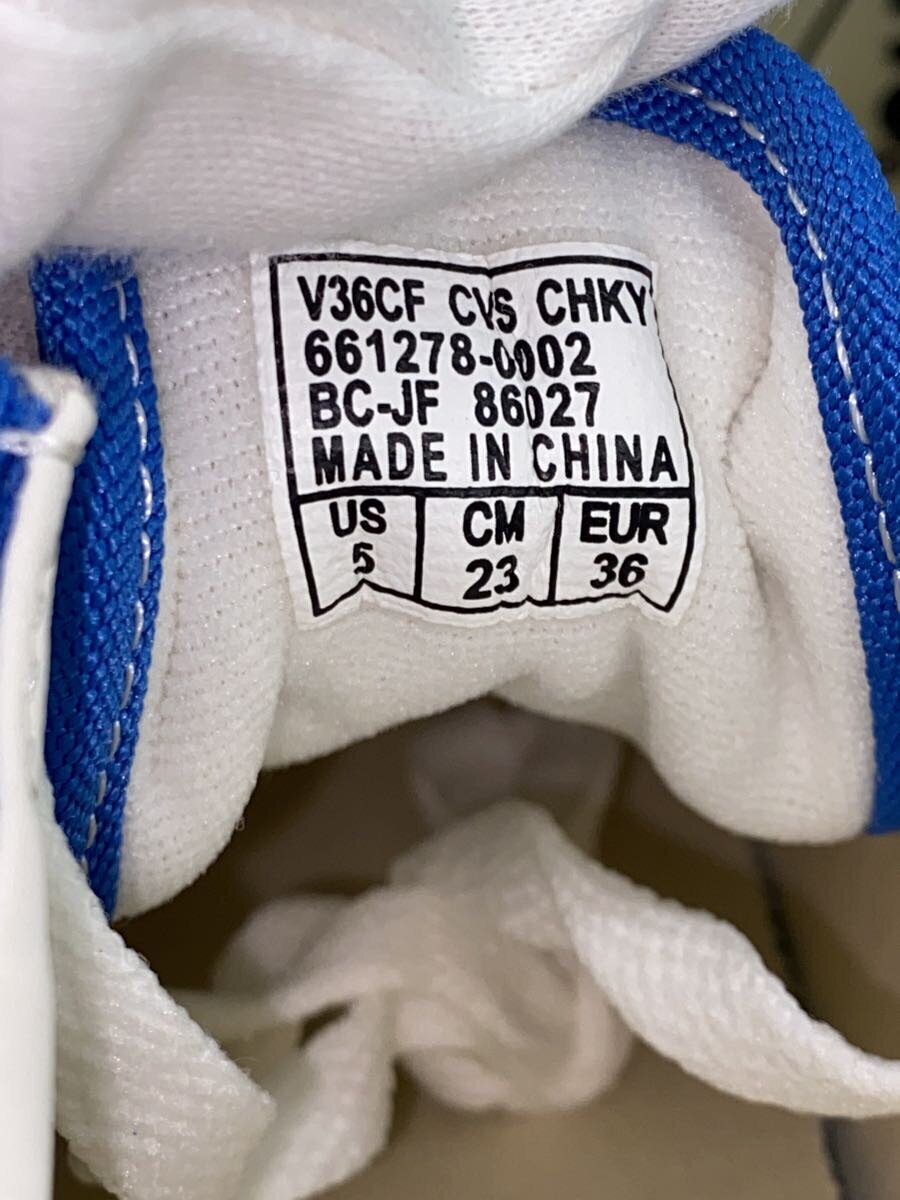 V36CF CVS CHKY
661278-0002
BC-JF 86027
MADE IN CHINA
US CM EUR
5 23 36